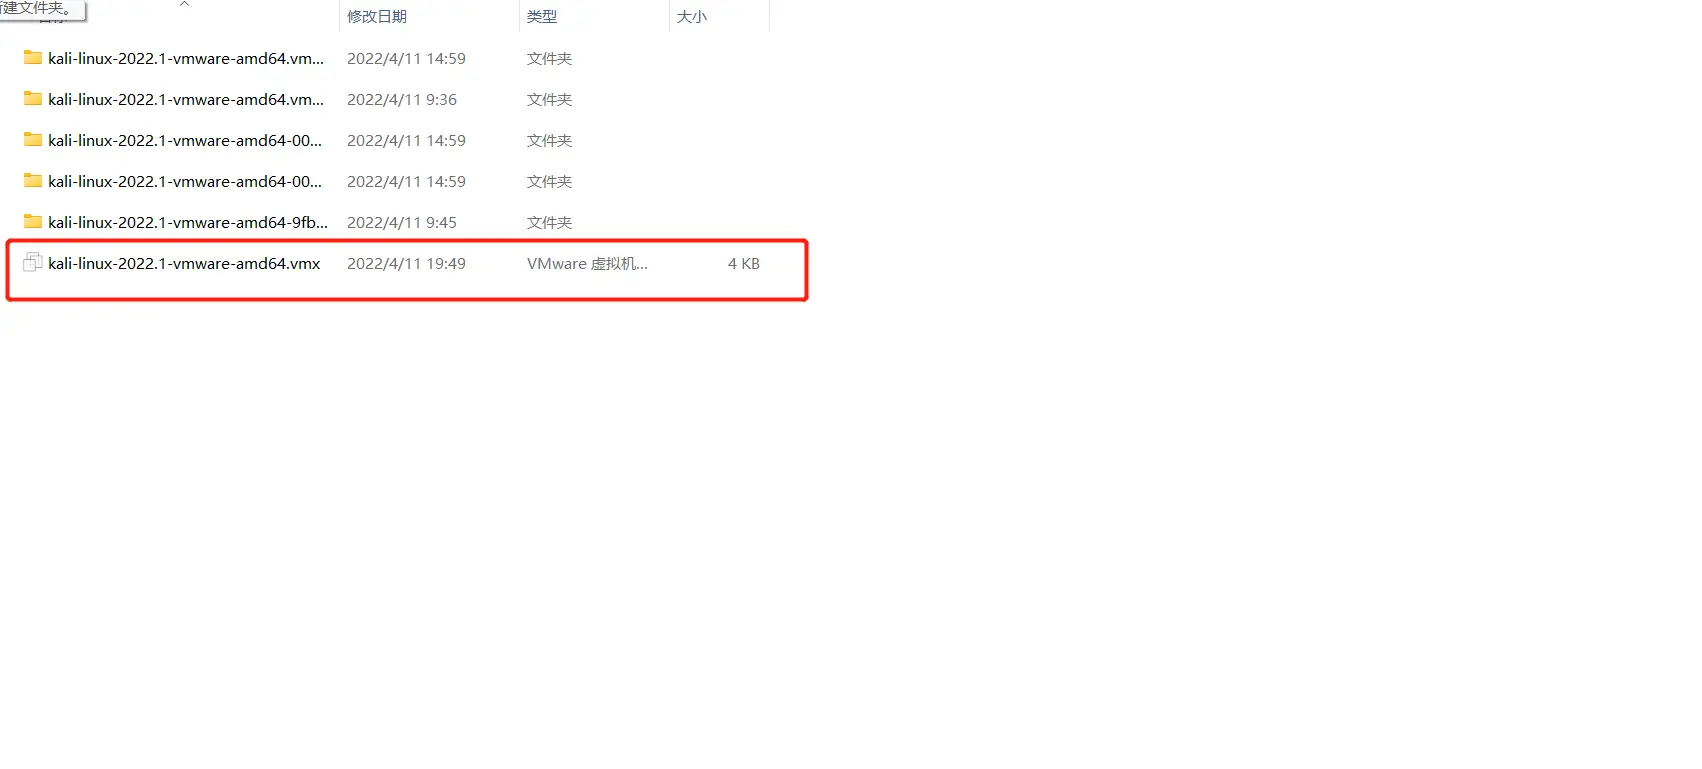 建文件夹。
修改日期 类型 大小
kali-linux-2022.1-vmware-amd64.vm... 2022/4/11 14:59 文件夹
kali-linux-2022.1-vmware-amd64.vm... 2022/4/11 9:36 文件夹
kali-linux-2022.1-vmware-amd64-00... 2022/4/11 14:59 文件夹
kali-linux-2022.1-vmware-amd64-00... 2022/4/11 14:59 文件夹
kali-linux-2022.1-vmware-amd64-9fb... 2022/4/11 9:45 文件夹
kali-linux-2022.1-vmware-amd64.vmx 2022/4/11 19:49 VMware 虚拟机... 4 KB